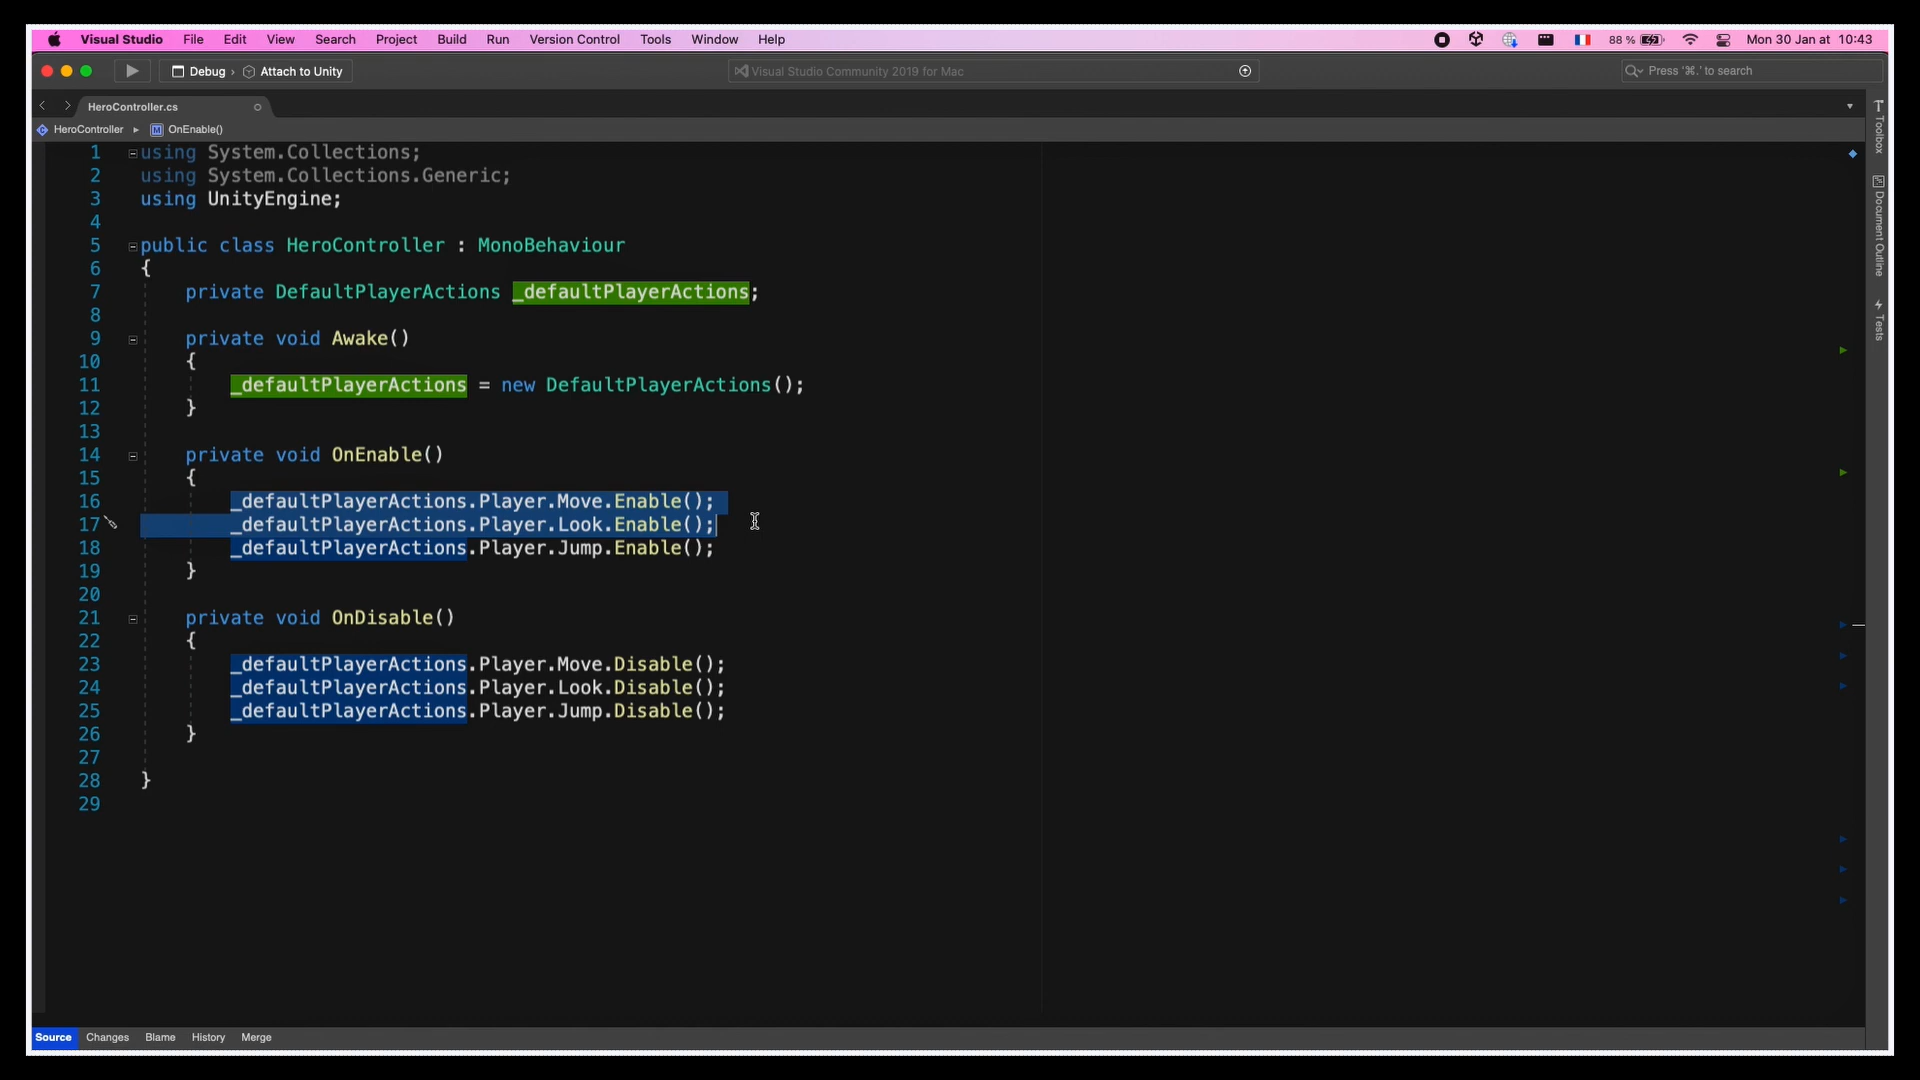 Visual Studio File Edit View Search Project Build Run Version Control Tools Window Help 88 % Mon 30 Jan at 10:43
Debug › Attach to Unity Visual Studio Community 2019 for Mac Press '⌘.' to search
HeroController.cs
HeroController OnEnable()
1 using System.Collections;
2 using System.Collections.Generic;
3 using UnityEngine;
4
5 public class HeroController : MonoBehaviour
6 {
7 private DefaultPlayerActions _defaultPlayerActions;
8
9 private void Awake()
10 {
11 _defaultPlayerActions = new DefaultPlayerActions();
12 }
13
14 private void OnEnable()
15 {
16 _defaultPlayerActions.Player.Move.Enable();
17 _defaultPlayerActions.Player.Look.Enable();
18 _defaultPlayerActions.Player.Jump.Enable();
19 }
20
21 private void OnDisable()
22 {
23 _defaultPlayerActions.Player.Move.Disable();
24 _defaultPlayerActions.Player.Look.Disable();
25 _defaultPlayerActions.Player.Jump.Disable();
26 }
27
28 }
29
Toolbox
Document Outline
Tests
Source Changes Blame History Merge